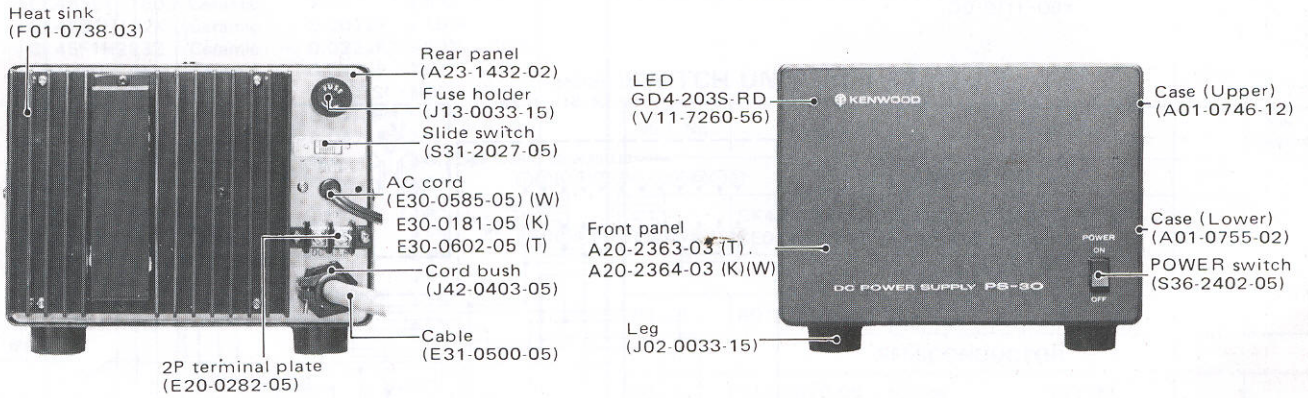 Heat sink
(F01-0738-03)
Rear panel
(A23-1432-02)
FUSE
Fuse holder
(J13-0033-15)
Slide switch
(S31-2027-05)
AC cord
(E30-0585-05) (W)
E30-0181-05 (K)
E30-0602-05 (T)
Cord bush
(J42-0403-05)
Cable
(E31-0500-05)
2P terminal plate
(E20-0282-05)
LED
GD4-203S-RD
(V11-7260-56)
KENWOOD
Case (Upper)
(A01-0746-12)
Front panel
A20-2363-03 (T).
A20-2364-03 (K)(W)
Case (Lower)
(A01-0755-02)
POWER
ON
POWER switch
(S36-2402-05)
OFF
DC POWER SUPPLY PS-30
Leg
(J02-0033-15)